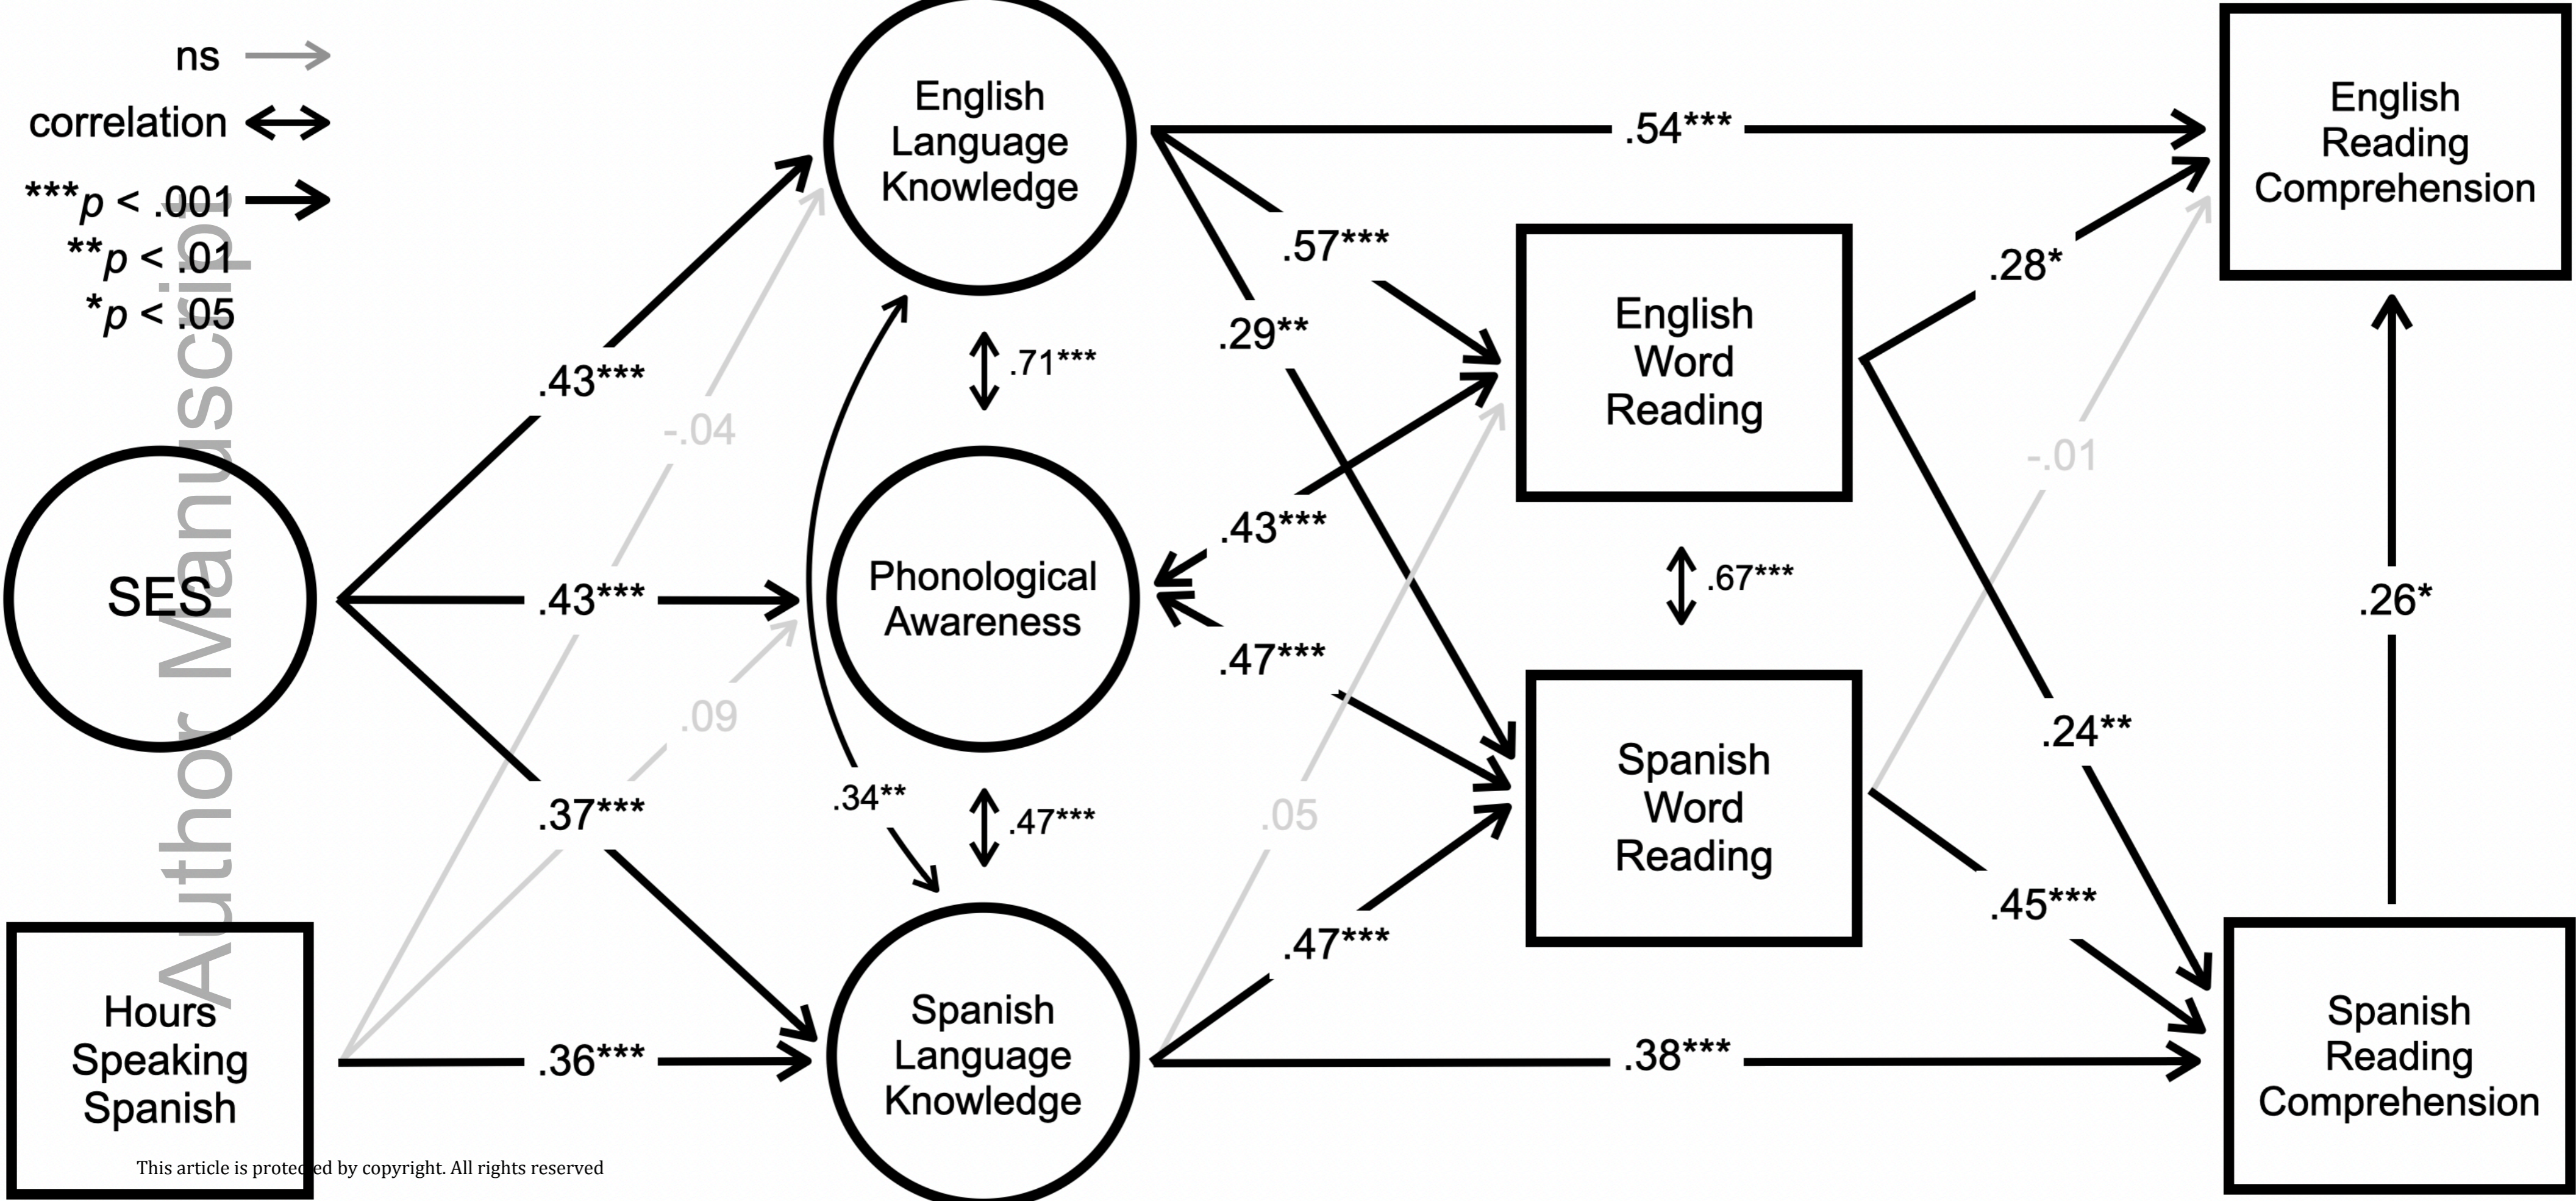 ns
correlation
***p < .001
**p < .01
*p < .05
Author Manuscript
SES
Hours
Speaking
Spanish
.43***
-.04
.43***
.09
.37***
.36***
English
Language
Knowledge
.71***
Phonological
Awareness
.34**
.47***
Spanish
Language
Knowledge
.54***
.57***
.29**
.43***
.47***
.05
.47***
.38***
English
Word
Reading
.67***
Spanish
Word
Reading
.28*
-.01
.24**
.45***
English
Reading
Comprehension
.26*
Spanish
Reading
Comprehension
This article is protected by copyright. All rights reserved